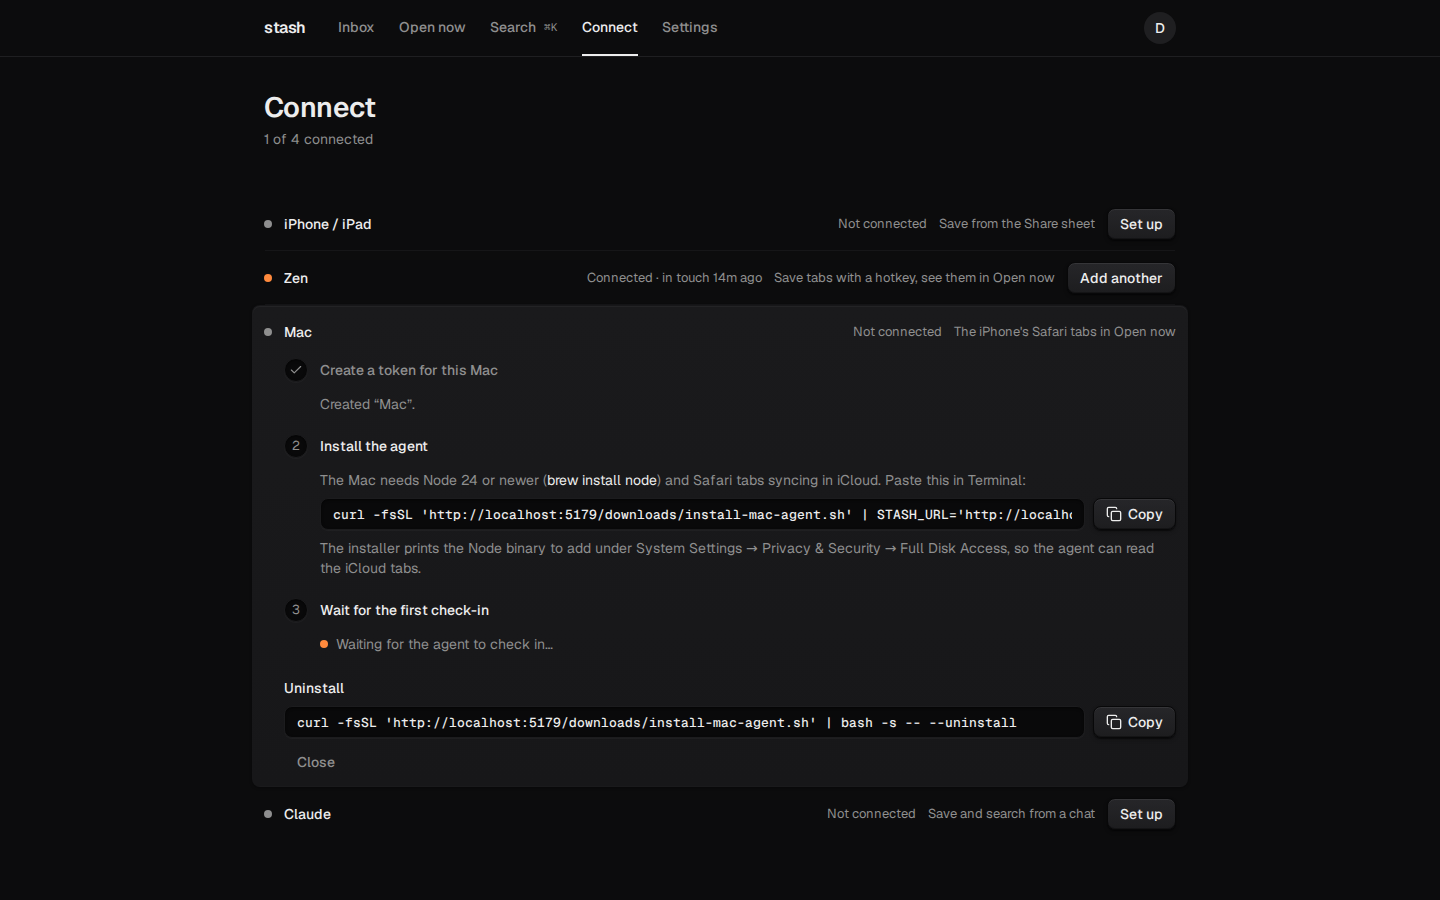 stash Inbox Open now Search ⌘K Connect Settings D
Connect
1 of 4 connected
iPhone / iPad Not connected Save from the Share sheet Set up
Zen Connected · in touch 14m ago Save tabs with a hotkey, see them in Open now Add another
Mac Not connected The iPhone's Safari tabs in Open now
Create a token for this Mac
Created “Mac”.
2 Install the agent
The Mac needs Node 24 or newer (brew install node) and Safari tabs syncing in iCloud. Paste this in Terminal:
curl -fsSL 'http://localhost:5179/downloads/install-mac-agent.sh' | STASH_URL='http://localho Copy
The installer prints the Node binary to add under System Settings → Privacy & Security → Full Disk Access, so the agent can read
the iCloud tabs.
3 Wait for the first check-in
Waiting for the agent to check in…
Uninstall
curl -fsSL 'http://localhost:5179/downloads/install-mac-agent.sh' | bash -s -- --uninstall Copy
Close
Claude Not connected Save and search from a chat Set up